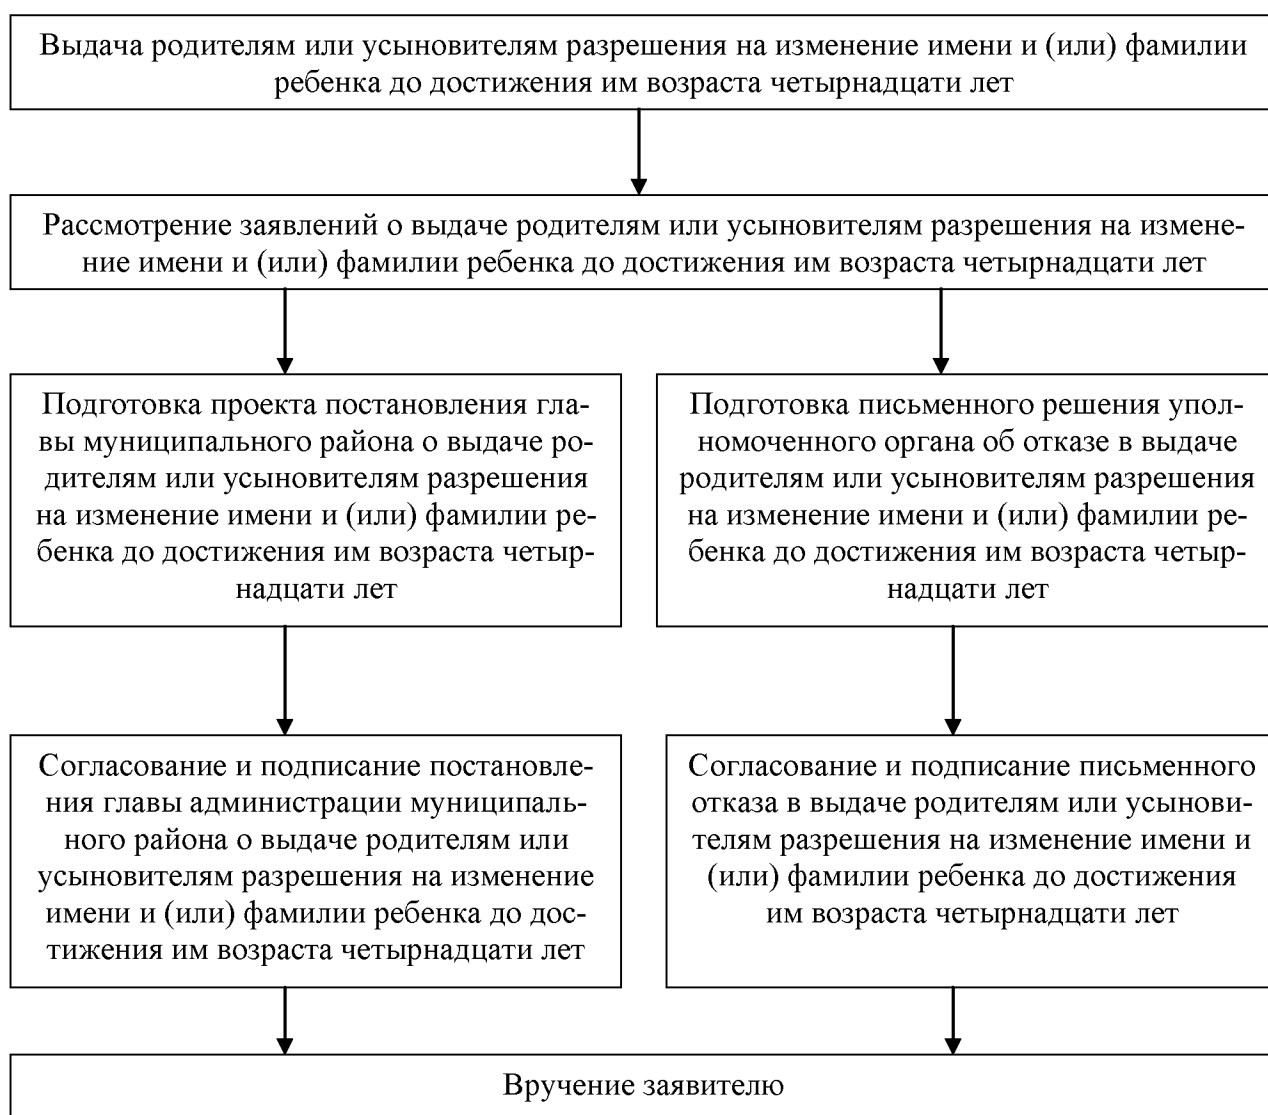 Выдача родителям или усыновителям разрешения на изменение имени и (или) фамилии
ребенка до достижения им возраста четырнадцати лет
Рассмотрение заявлений о выдаче родителям или усыновителям разрешения на измене-
ние имени и (или) фамилии ребенка до достижения им возраста четырнадцати лет
Подготовка проекта постановления гла-
вы муниципального района о выдаче ро-
дителям или усыновителям разрешения
на изменение имени и (или) фамилии ре-
бенка до достижения им возраста четыр-
надцати лет
Подготовка письменного решения упол-
номоченного органа об отказе в выдаче
родителям или усыновителям разрешения
на изменение имени и (или) фамилии ре-
бенка до достижения им возраста четыр-
надцати лет
Согласование и подписание постановле-
ния главы администрации муниципаль-
ного района о выдаче родителям или
усыновителям разрешения на изменение
имени и (или) фамилии ребенка до дос-
тижения им возраста четырнадцати лет
Согласование и подписание письменного
отказа в выдаче родителям или усынови-
телям разрешения на изменение имени и
(или) фамилии ребенка до достижения
им возраста четырнадцати лет
Вручение заявителю